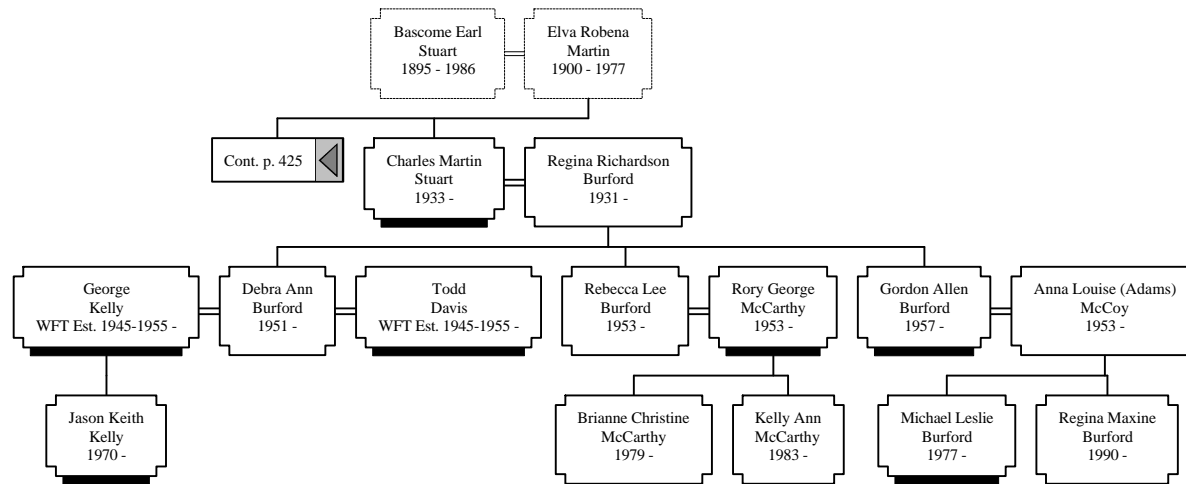 Bascome Earl
Stuart
1895 - 1986
Elva Robena
Martin
1900 - 1977
Cont. p. 425
Charles Martin
Stuart
1933 -
Regina Richardson
Burford
1931 -
George
Kelly
WFT Est. 1945-1955 -
Debra Ann
Burford
1951 -
Todd
Davis
WFT Est. 1945-1955 -
Rebecca Lee
Burford
1953 -
Rory George
McCarthy
1953 -
Gordon Allen
Burford
1957 -
Anna Louise (Adams)
McCoy
1953 -
Jason Keith
Kelly
1970 -
Brianne Christine
McCarthy
1979 -
Kelly Ann
McCarthy
1983 -
Michael Leslie
Burford
1977 -
Regina Maxine
Burford
1990 -